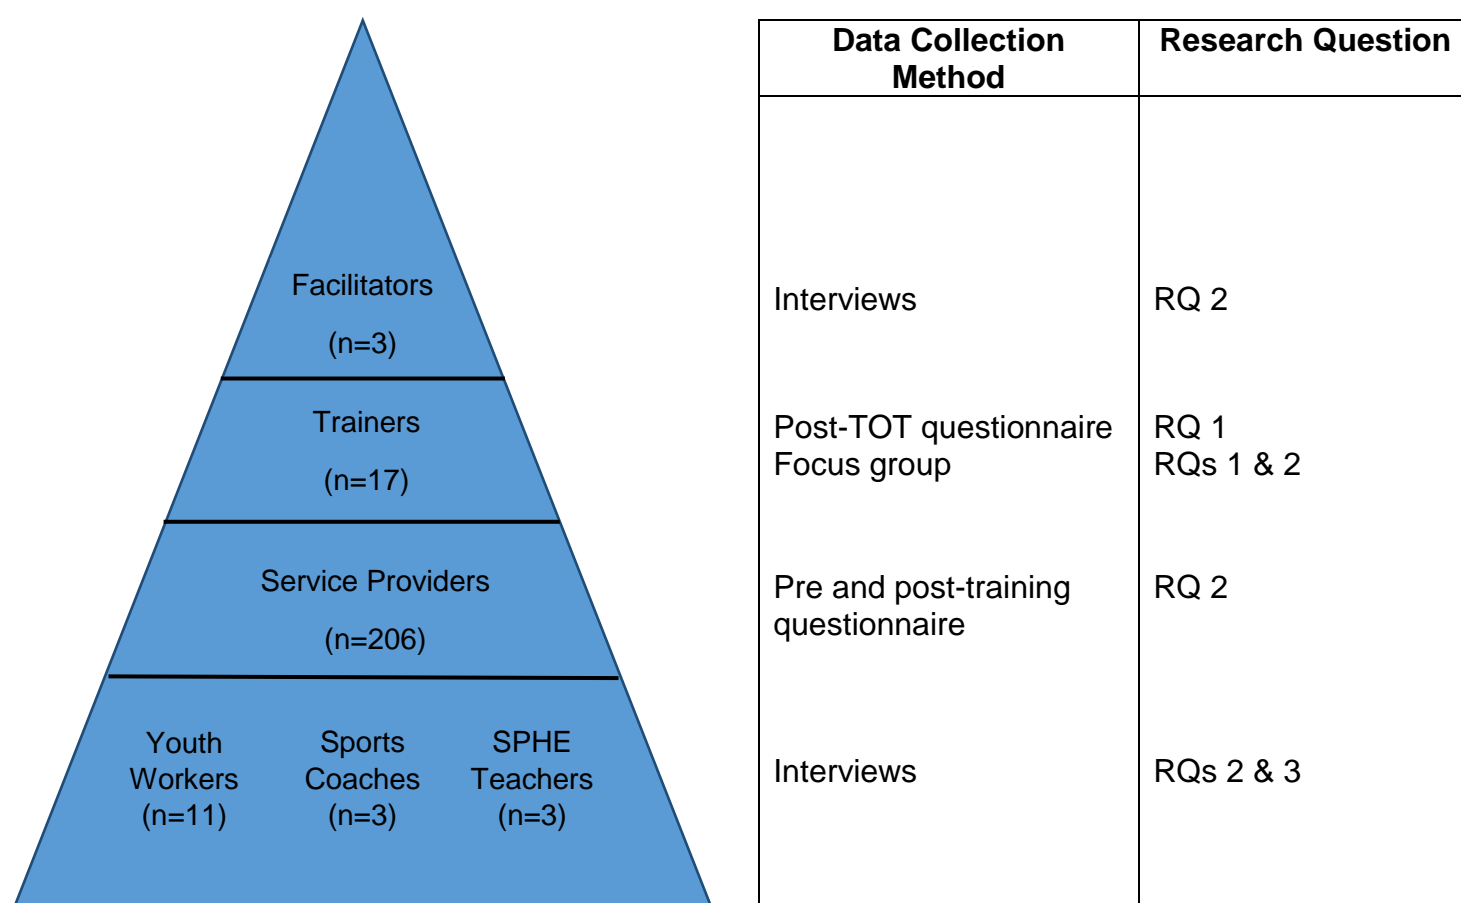 Data Collection
Method
Research Question
Facilitators
(n=3)
Interviews
RQ 2
Trainers
(n=17)
Post-TOT questionnaire
Focus group
RQ 1
RQs 1 & 2
Service Providers
(n=206)
Pre and post-training
questionnaire
RQ 2
Youth
Workers
(n=11)
Sports
Coaches
(n=3)
SPHE
Teachers
(n=3)
Interviews
RQs 2 & 3